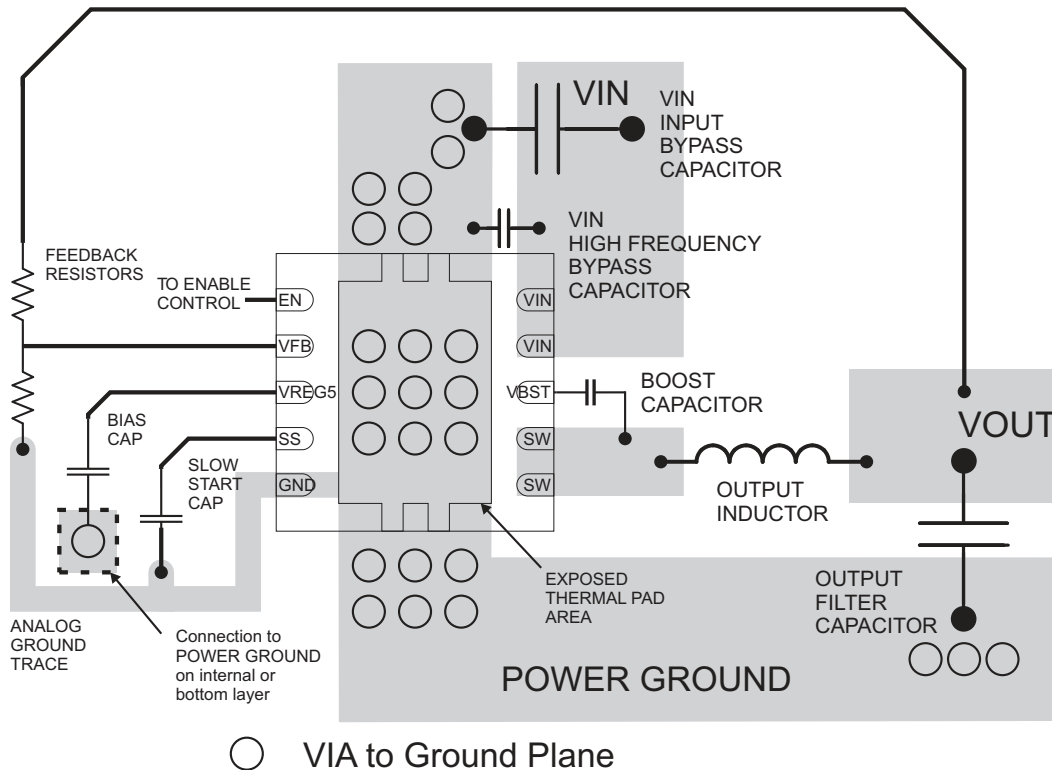 VIN
VIN
INPUT
BYPASS
CAPACITOR
VIN
HIGH FREQUENCY
BYPASS
CAPACITOR
FEEDBACK
RESISTORS
TO ENABLE
CONTROL
EN
VFB
VREG5
SS
GND
VIN
VIN
VBST
SW
SW
BIAS
CAP
SLOW
START
CAP
BOOST
CAPACITOR
VOUT
OUTPUT
INDUCTOR
EXPOSED
THERMAL PAD
AREA
OUTPUT
FILTER
CAPACITOR
ANALOG
GROUND
TRACE
Connection to
POWER GROUND
on internal or
bottom layer
POWER GROUND
VIA to Ground Plane